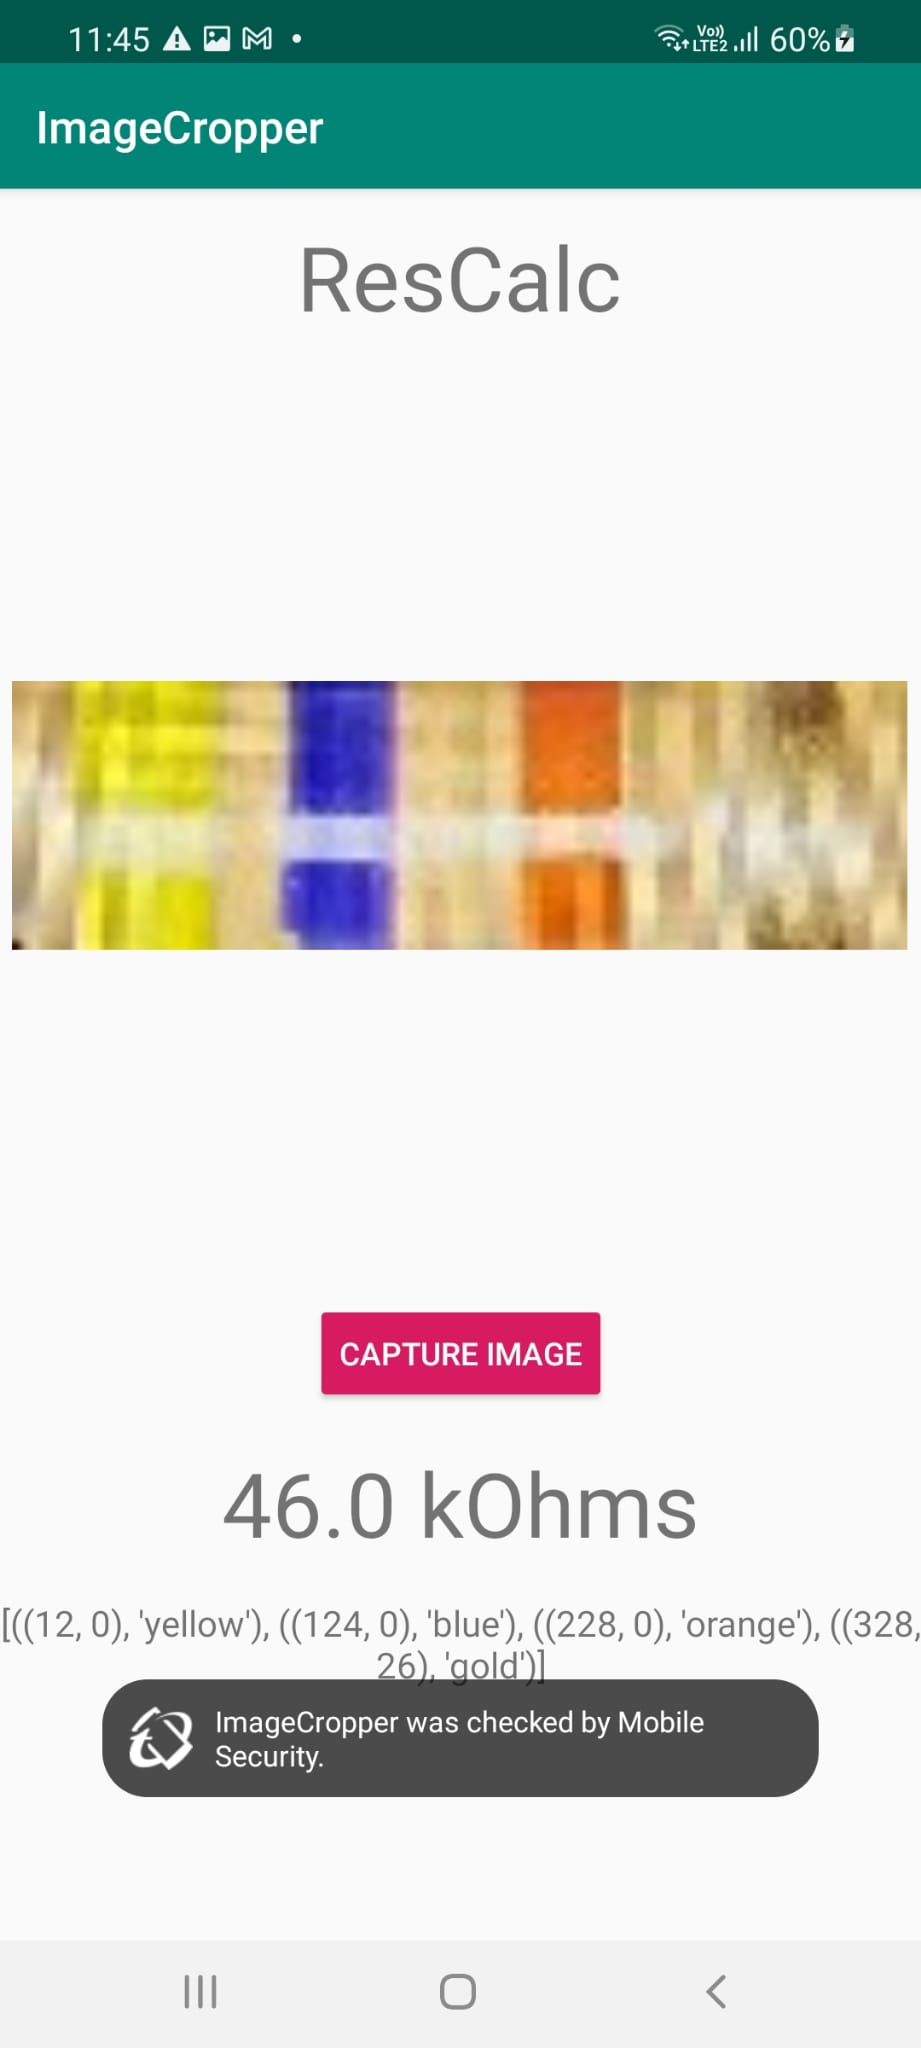 11:45
Vo))
LTE2
60%
ImageCropper
ResCalc
CAPTURE IMAGE
46.0 kOhms
[((12, 0), 'yellow'), ((124, 0), 'blue'), ((228, 0), 'orange'), ((328,
26), 'gold')]
ImageCropper was checked by Mobile
Security.